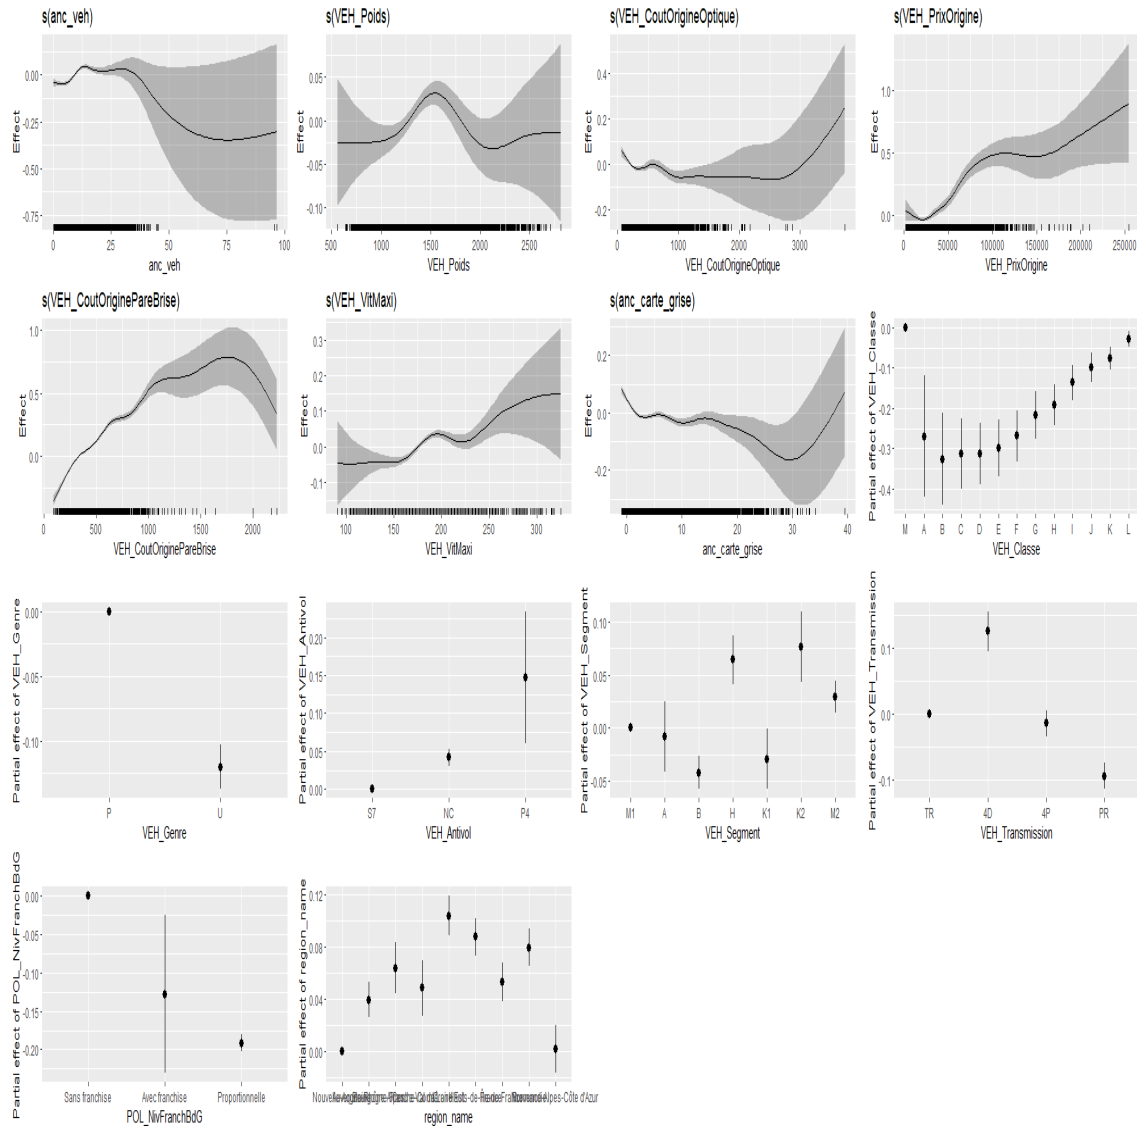 s(anc_veh)
Effect
0.00
-0.25
-0.50
-0.75
0
25
50
75
100
anc_veh
s(VEH_Poids)
Effect
0.05
0.00
-0.05
-0.10
500
1000
1500
2000
2500
VEH_Poids
s(VEH_CoutOrigineOptique)
Effect
0.4
0.2
0.0
-0.2
0
1000
2000
3000
VEH_CoutOrigineOptique
s(VEH_PrixOrigine)
Effect
1.0
0.5
0.0
0
50000
100000
150000
200000
250000
VEH_PrixOrigine
s(VEH_CoutOriginePareBrise)
Effect
1.0
0.5
0.0
0
500
1000
1500
2000
VEH_CoutOriginePareBrise
s(VEH_VitMaxi)
Effect
0.3
0.2
0.1
0.0
-0.1
100
150
200
250
300
VEH_VitMaxi
s(anc_carte_grise)
Effect
0.2
0.0
-0.2
0
10
20
30
40
anc_carte_grise
Partial effect of VEH_Classe
0.0
-0.1
-0.2
-0.3
-0.4
M A B C D E F G H I J K L
VEH_Classe
Partial effect of VEH_Genre
0.00
-0.05
-0.10
P U
VEH_Genre
Partial effect of VEH_Antivol
0.20
0.15
0.10
0.05
0.00
S7 NC P4
VEH_Antivol
Partial effect of VEH_Segment
0.10
0.05
0.00
-0.05
M1 A B H K1 K2 M2
VEH_Segment
Partial effect of VEH_Transmission
0.1
0.0
-0.1
TR 4D 4P PR
VEH_Transmission
Partial effect of POL_NivFranchBdG
0.00
-0.05
-0.10
-0.15
-0.20
Sans franchise Avec franchise Proportionnelle
POL_NivFranchBdG
Partial effect of region_name
0.12
0.08
0.04
0.00
region_name